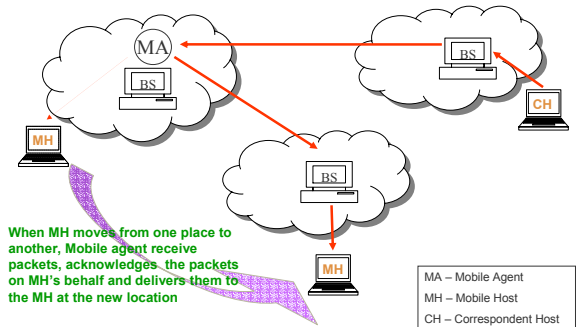 MA
BS
BS
CH
MH
BS
When MH moves from one place to
another, Mobile agent receive
packets, acknowledges the packets
on MH's behalf and delivers them to
the MH at the new location
MH
MA – Mobile Agent
MH – Mobile Host
CH – Correspondent Host